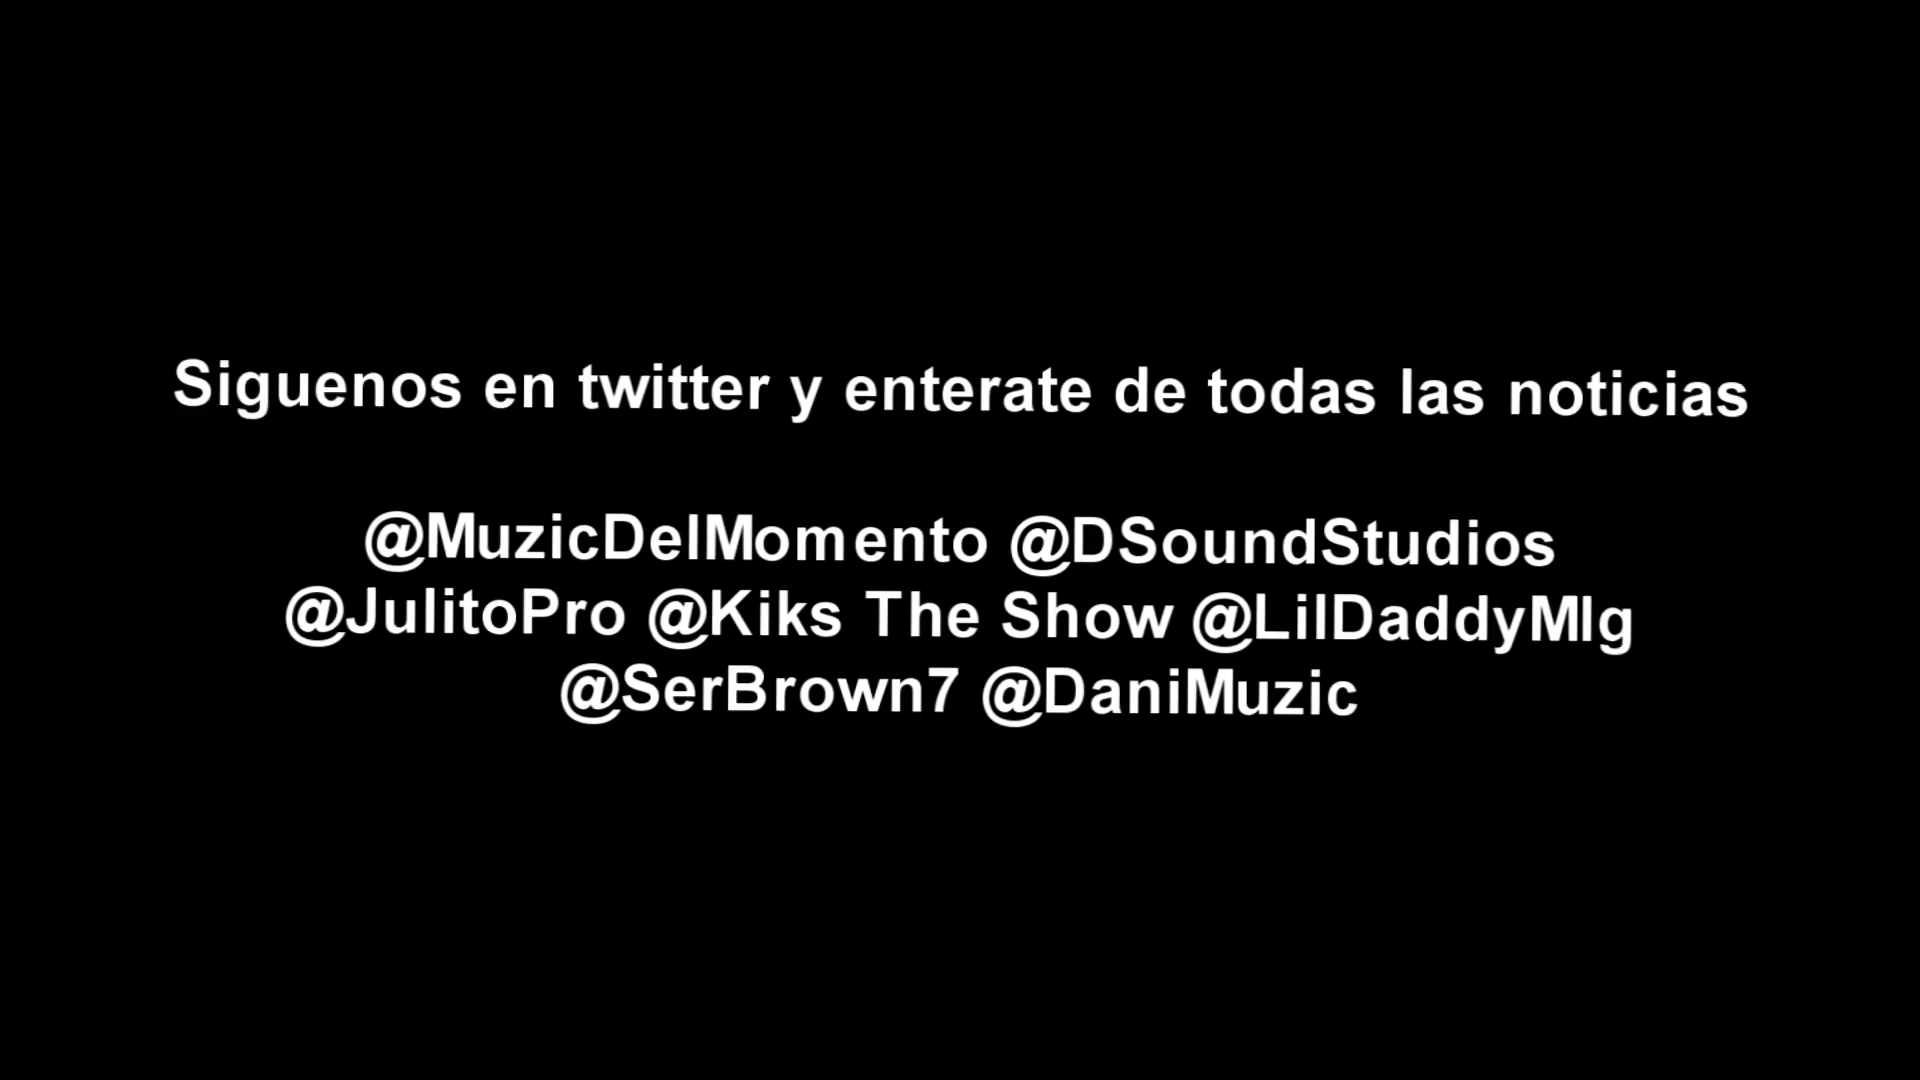 Siguenos en twitter y enterate de todas las noticias
@MuzicDelMomento @DSoundStudios
@JulitoPro @Kiks The Show @LilDaddyMlg
@SerBrown7 @DaniMuzic